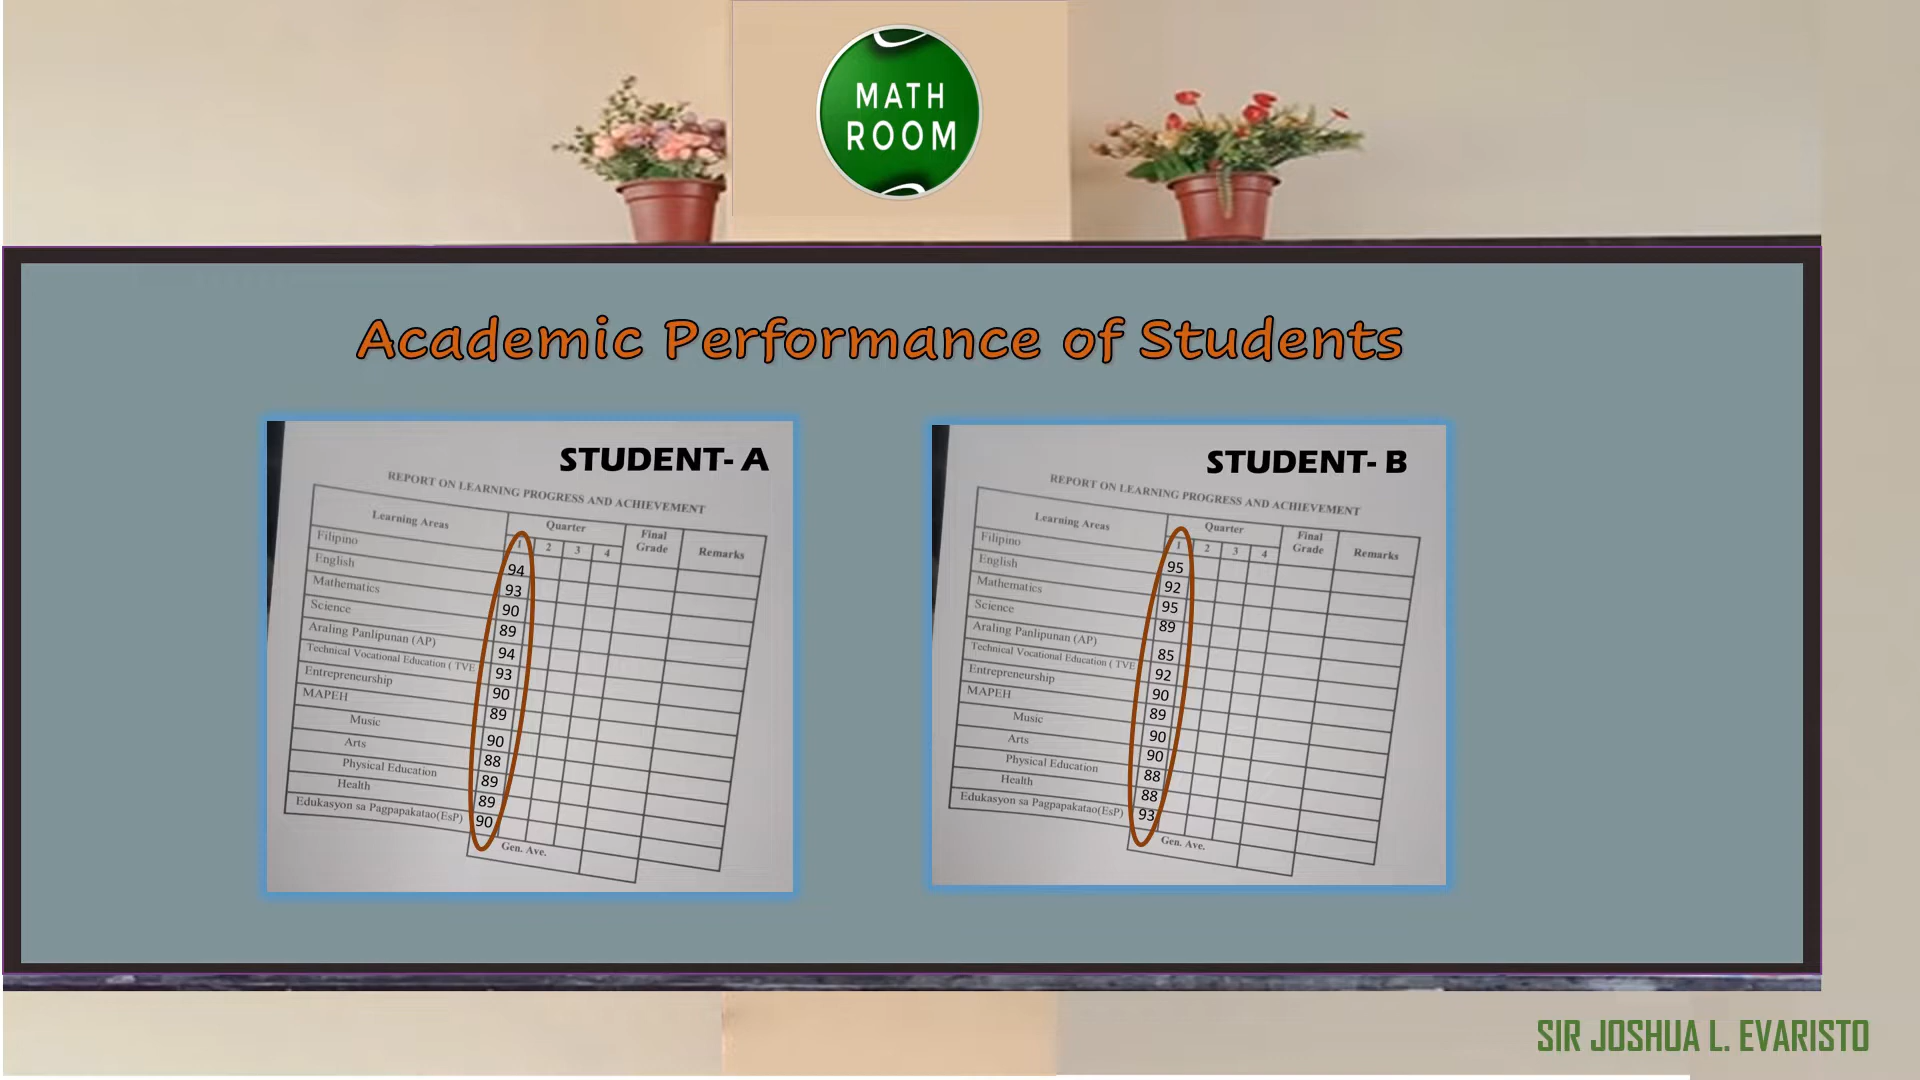 MATH
ROOM
Academic Performance of Students
STUDENT- A
REPORT ON LEARNING PROGRESS AND ACHIEVEMENT
Learning Areas Quarter Final Grade Remarks
1 2 3 4
Filipino 94
English 93
Mathematics 90
Science 89
Araling Panlipunan (AP) 94
Technical Vocational Education ( TVE 93
Entrepreneurship 90
MAPEH 89
Music 90
Arts 88
Physical Education 89
Health 89
Edukasyon sa Pagpapakatao(EsP) 90
Gen. Ave.
STUDENT- B
REPORT ON LEARNING PROGRESS AND ACHIEVEMENT
Learning Areas Quarter Final Grade Remarks
1 2 3 4
Filipino 95
English 92
Mathematics 95
Science 89
Araling Panlipunan (AP) 85
Technical Vocational Education ( TVE 92
Entrepreneurship 90
MAPEH 89
Music 90
Arts 90
Physical Education 88
Health 88
Edukasyon sa Pagpapakatao(EsP) 93
Gen. Ave.
SIR JOSHUA L. EVARISTO